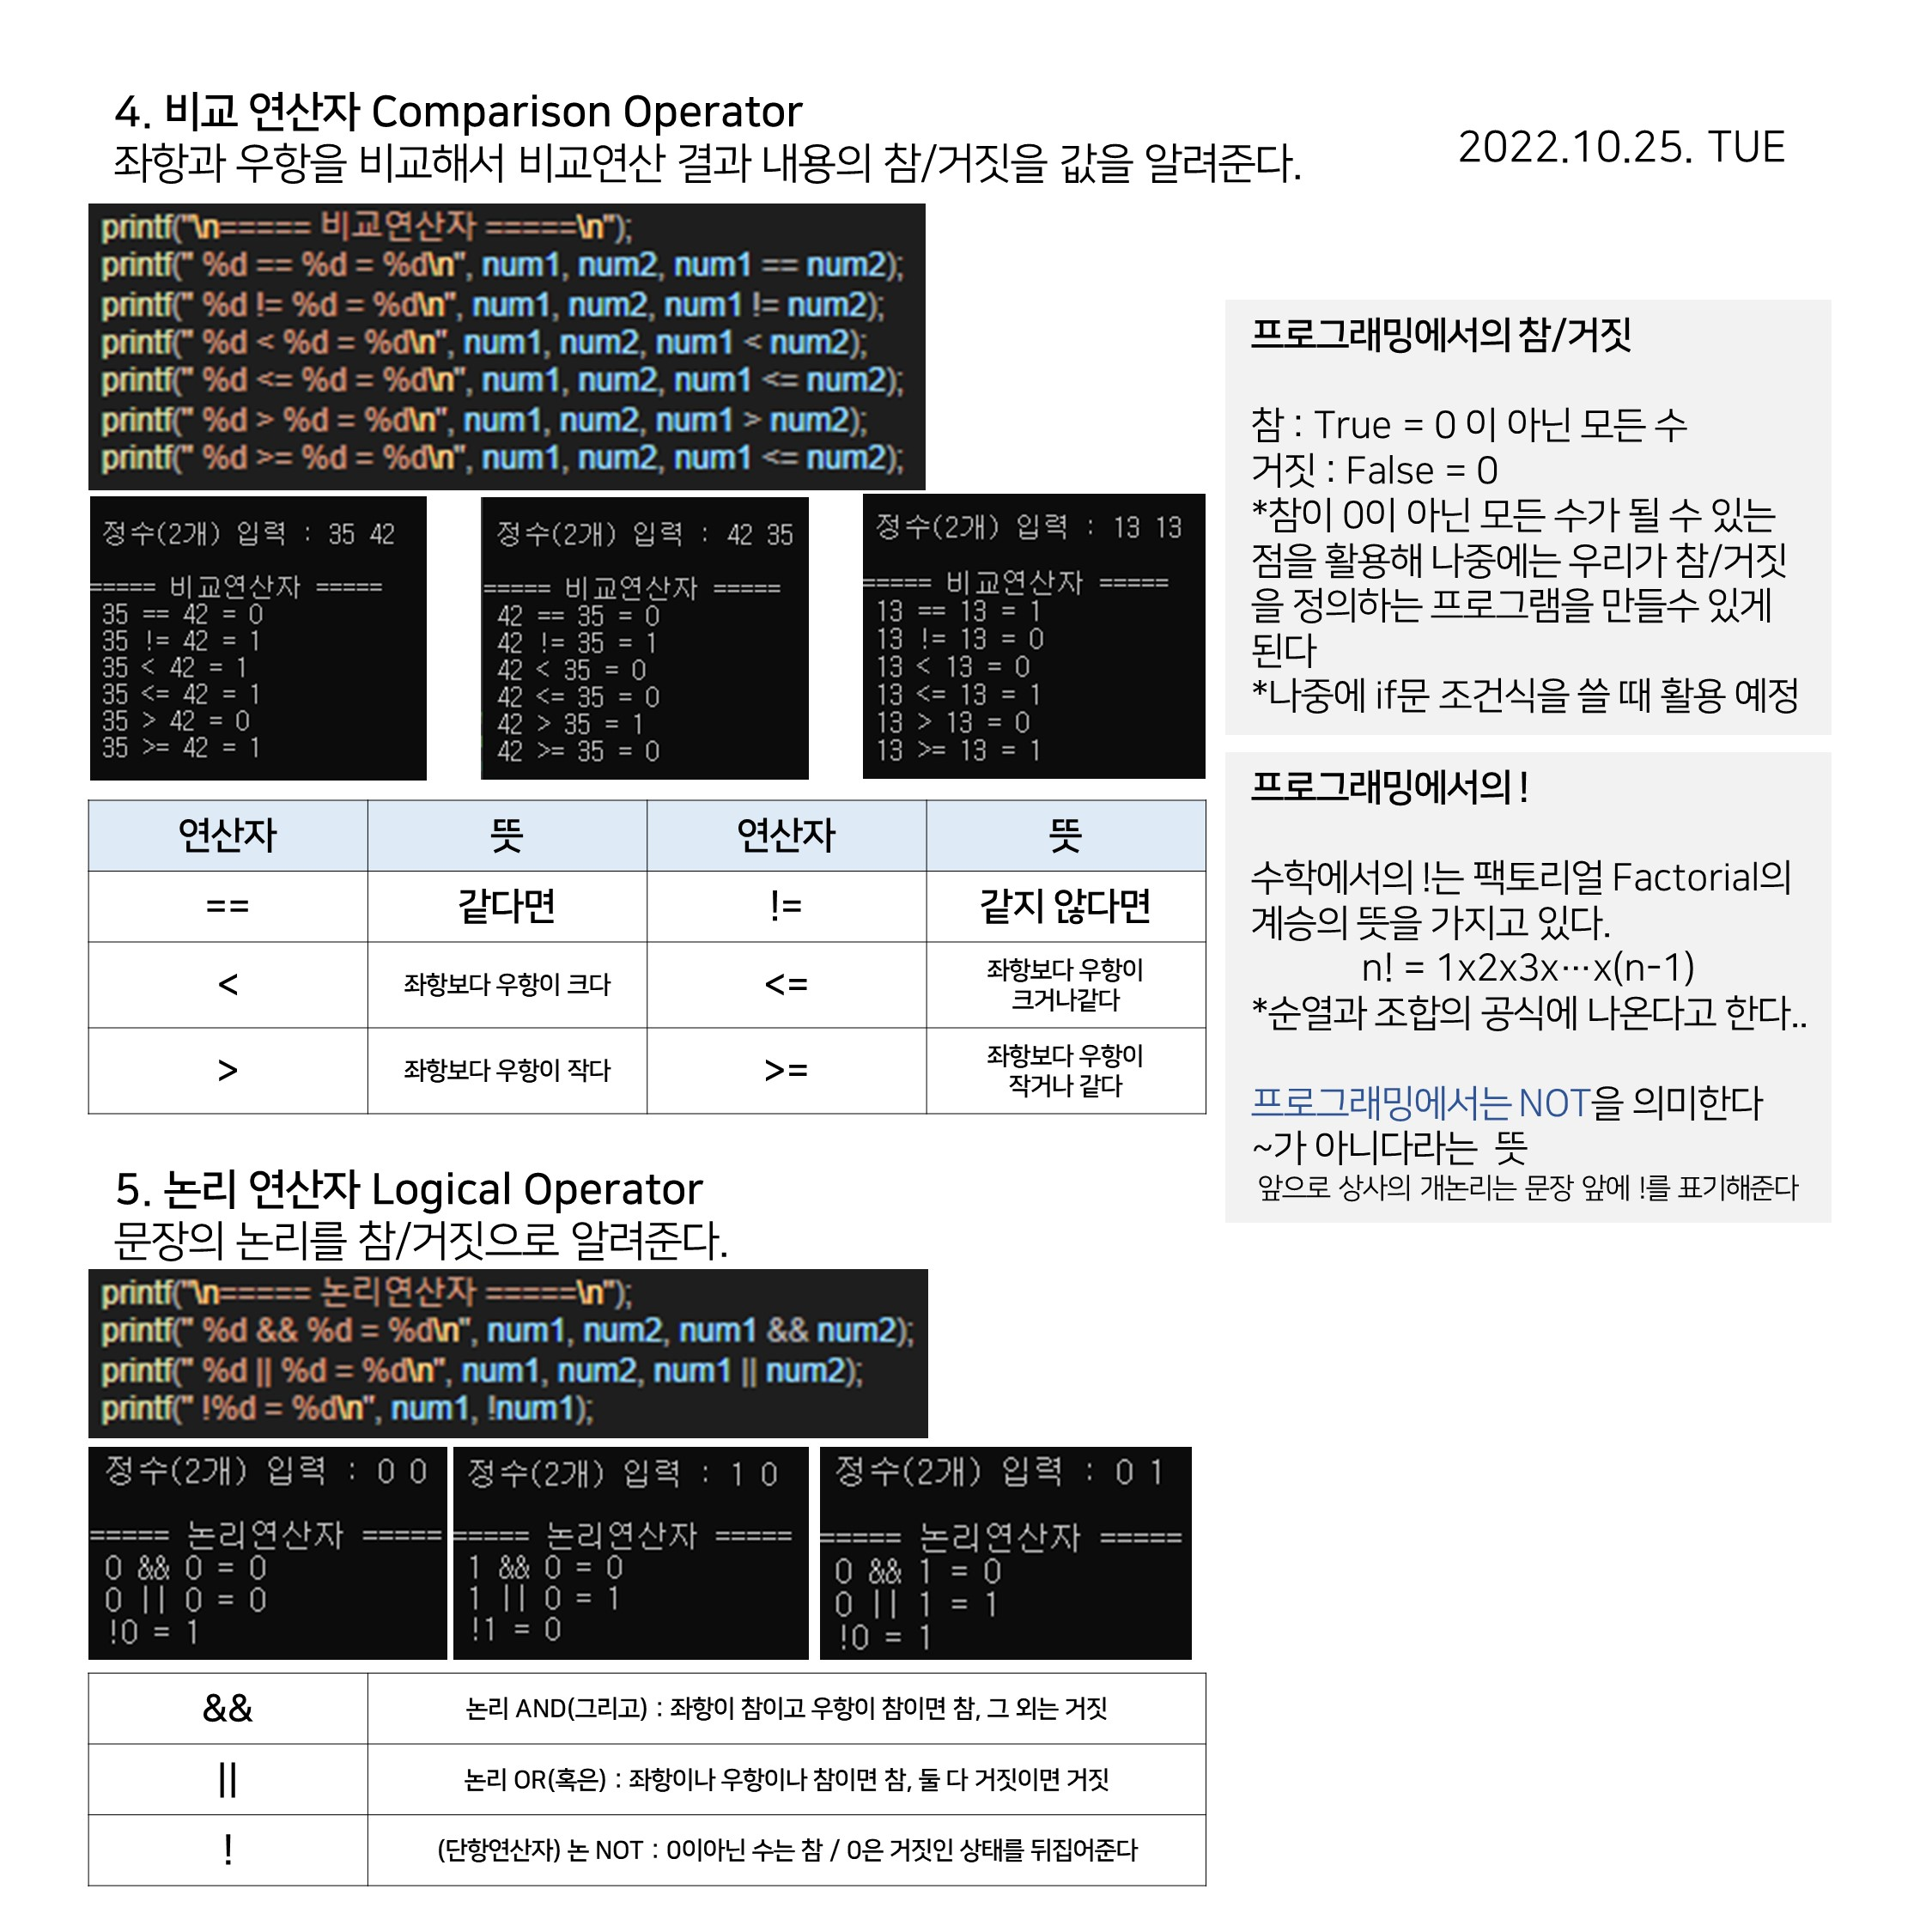 4. 비교 연산자 Comparison Operator
좌항과 우항을 비교해서 비교연산 결과 내용의 참/거짓을 값을 알려준다.
2022.10.25. TUE
printf("\n===== 비교연산자 =====\n");
printf(" %d == %d = %d\n", num1, num2, num1 == num2);
printf(" %d != %d = %d\n", num1, num2, num1 != num2);
printf(" %d < %d = %d\n", num1, num2, num1 < num2);
printf(" %d <= %d = %d\n", num1, num2, num1 <= num2);
printf(" %d > %d = %d\n", num1, num2, num1 > num2);
printf(" %d >= %d = %d\n", num1, num2, num1 <= num2);
정수(2개) 입력 : 35 42
===== 비교연산자 =====
35 == 42 = 0
35 != 42 = 1
35 < 42 = 1
35 <= 42 = 1
35 > 42 = 0
35 >= 42 = 1
정수(2개) 입력 : 42 35
===== 비교연산자 =====
42 == 35 = 0
42 != 35 = 1
42 < 35 = 0
42 <= 35 = 0
42 > 35 = 1
42 >= 35 = 0
정수(2개) 입력 : 13 13
===== 비교연산자 =====
13 == 13 = 1
13 != 13 = 0
13 < 13 = 0
13 <= 13 = 1
13 > 13 = 0
13 >= 13 = 1
연산자 뜻 연산자 뜻
== 같다면 != 같지 않다면
< 좌항보다 우항이 크다 <= 좌항보다 우항이
크거나같다
> 좌항보다 우항이 작다 >= 좌항보다 우항이
작거나 같다
프로그래밍에서의 참/거짓
참 : True = 0 이 아닌 모든 수
거짓 : False = 0
*참이 0이 아닌 모든 수가 될 수 있는
점을 활용해 나중에는 우리가 참/거짓
을 정의하는 프로그램을 만들수 있게
된다
*나중에 if문 조건식을 쓸 때 활용 예정
프로그래밍에서의 !
수학에서의 !는 팩토리얼 Factorial의
계승의 뜻을 가지고 있다.
n! = 1x2x3x···x(n-1)
*순열과 조합의 공식에 나온다고 한다..
프로그래밍에서는 NOT을 의미한다
~가 아니다라는 뜻
앞으로 상사의 개논리는 문장 앞에 !를 표기해준다
5. 논리 연산자 Logical Operator
문장의 논리를 참/거짓으로 알려준다.
printf("\n===== 논리연산자 =====\n");
printf(" %d && %d = %d\n", num1, num2, num1 && num2);
printf(" %d || %d = %d\n", num1, num2, num1 || num2);
printf(" !%d = %d\n", num1, !num1);
정수(2개) 입력 : 0 0
===== 논리연산자 =====
0 && 0 = 0
0 || 0 = 0
!0 = 1
정수(2개) 입력 : 1 0
===== 논리연산자 =====
1 && 0 = 0
1 || 0 = 1
!1 = 0
정수(2개) 입력 : 0 1
===== 논리연산자 =====
0 && 1 = 0
0 || 1 = 1
!0 = 1
&& 논리 AND(그리고) : 좌항이 참이고 우항이 참이면 참, 그 외는 거짓
|| 논리 OR(혹은) : 좌항이나 우항이나 참이면 참, 둘 다 거짓이면 거짓
! (단항연산자) 논 NOT : 0이아닌 수는 참 / 0은 거짓인 상태를 뒤집어준다